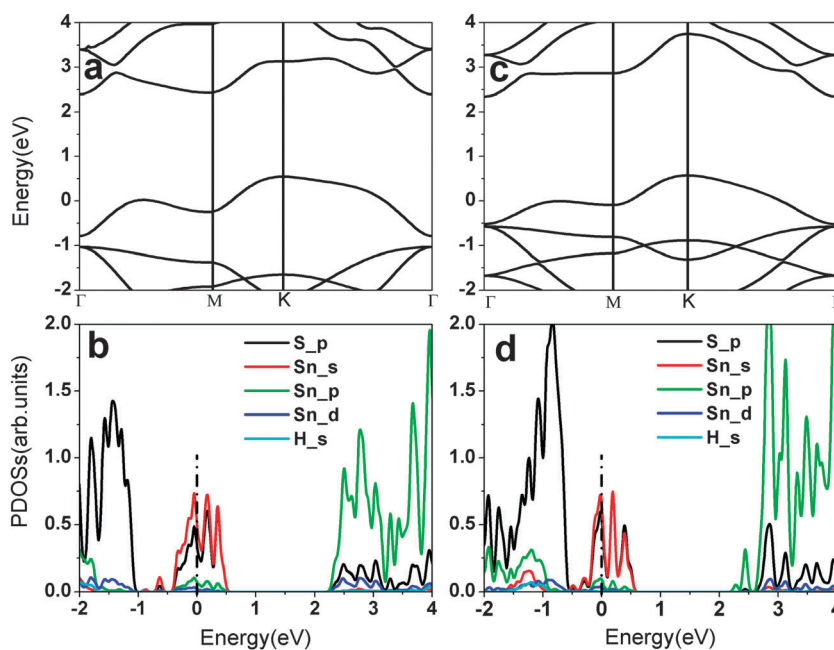 a
c
Energy(eV)
4
3
2
1
0
-1
-2
Γ
M
K
Γ
4
3
2
1
0
-1
-2
Γ
M
K
b
d
PDOSs(arb.units)
2.0
1.5
1.0
0.5
0.0
S_p
Sn_s
Sn_p
Sn_d
H_s
-2 -1 0 1 2 3 4
Energy(eV)
2.0
1.5
1.0
0.5
0.0
S_p
Sn_s
Sn_p
Sn_d
H_s
-2 -1 0 1 2 3 4
Energy(eV)